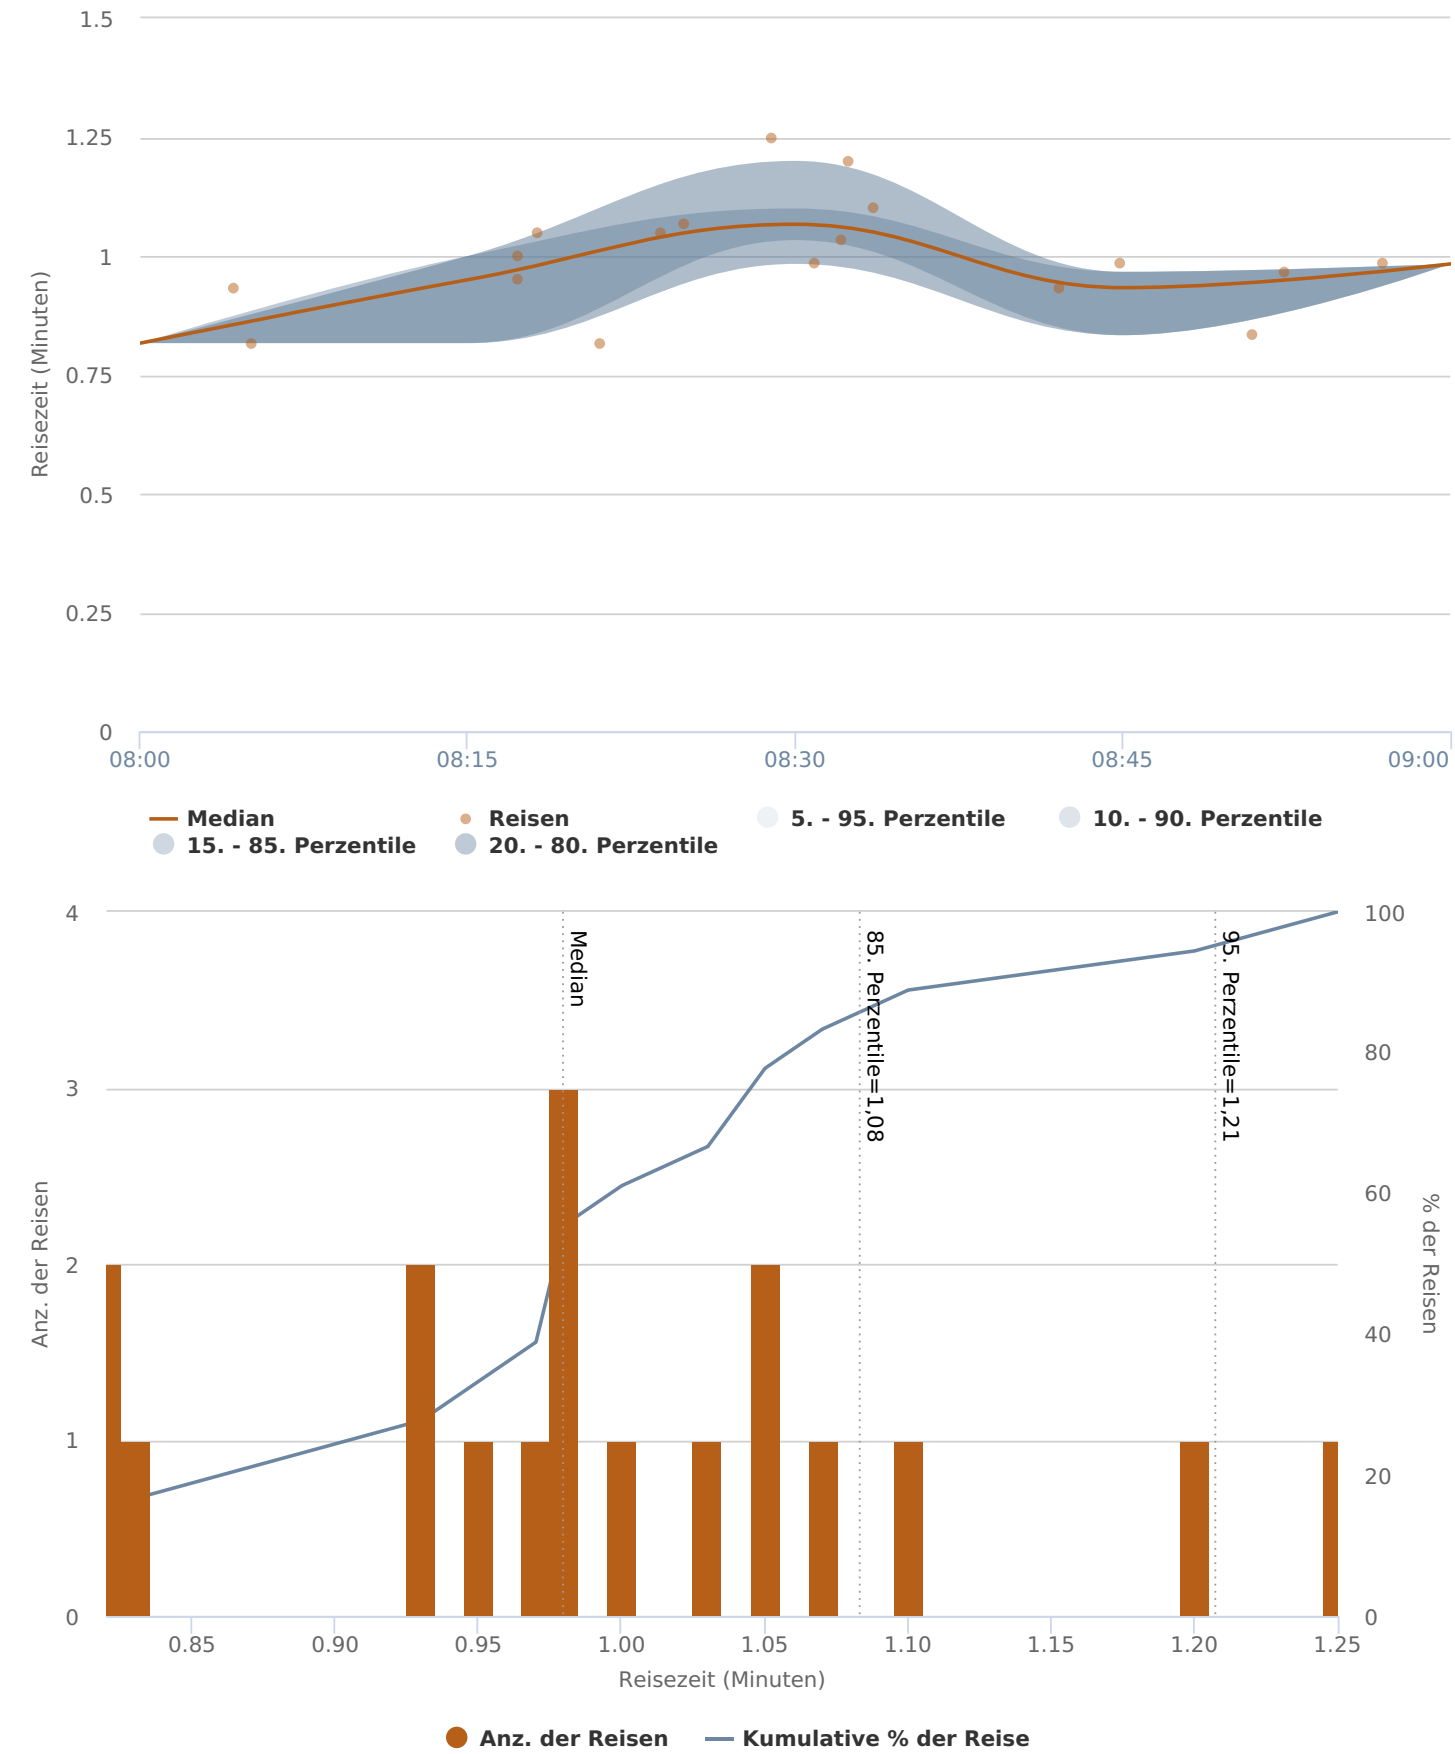 1.5
1.25
1
0.75
0.5
0.25
0
Reisezeit (Minuten)
08:00 08:15 08:30 08:45 09:00
Median Reisen 5. - 95. Perzentile 10. - 90. Perzentile
15. - 85. Perzentile 20. - 80. Perzentile
4
3
2
1
0
Anz. der Reisen
Median
85. Perzentile=1,08
95. Perzentile=1,21
100
80
60
40
20
0
% der Reisen
0.85 0.90 0.95 1.00 1.05 1.10 1.15 1.20 1.25
Reisezeit (Minuten)
Anz. der Reisen Kumulative % der Reise